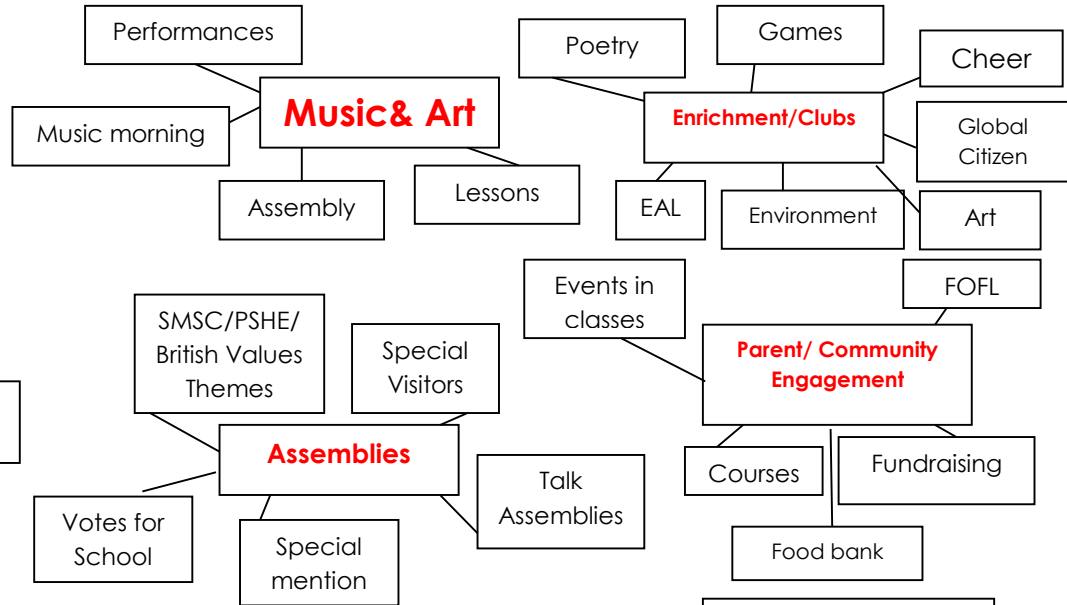 Performances
Music& Art
Music morning
Assembly
Lessons
Poetry
Games
Cheer
Enrichment/Clubs
Global
Citizen
EAL
Environment
Art
SMSC/PSHE/
British Values
Themes
Special
Visitors
Assemblies
Votes for
School
Special
mention
Talk
Assemblies
Events in
classes
FOFL
Parent/ Community
Engagement
Courses
Fundraising
Food bank